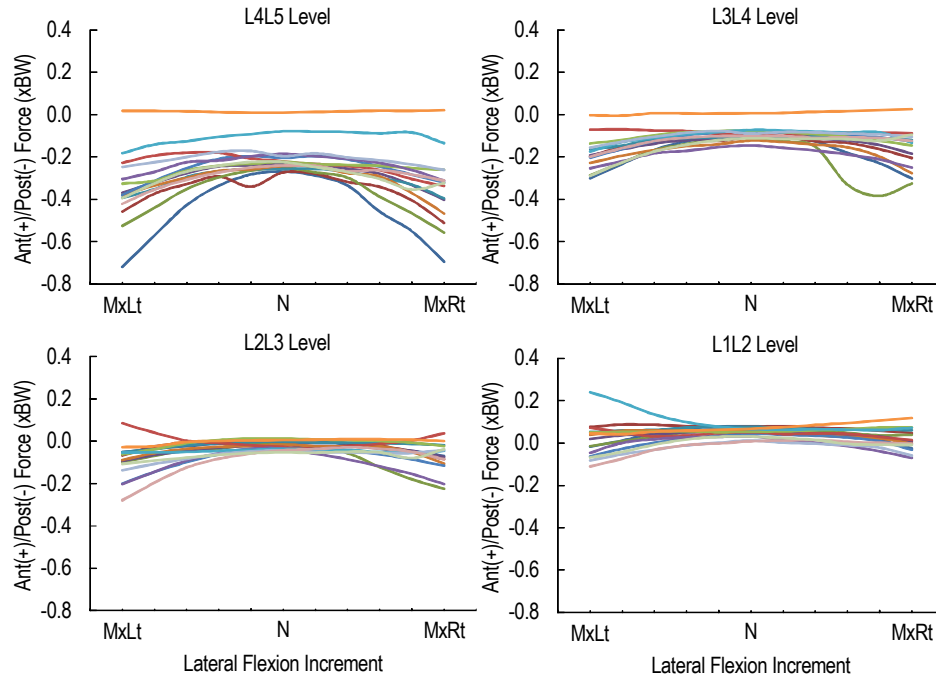 L4L5 Level
Ant(+)/Post(-) Force (xBW)
0.4
0.2
0.0
-0.2
-0.4
-0.6
-0.8
MxLt N MxRt
L3L4 Level
Ant(+)/Post(-) Force (xBW)
0.4
0.2
0.0
-0.2
-0.4
-0.6
-0.8
MxLt N MxRt
L2L3 Level
Ant(+)/Post(-) Force (xBW)
0.4
0.2
0.0
-0.2
-0.4
-0.6
-0.8
MxLt N MxRt
Lateral Flexion Increment
L1L2 Level
Ant(+)/Post(-) Force (xBW)
0.4
0.2
0.0
-0.2
-0.4
-0.6
-0.8
MxLt N MxRt
Lateral Flexion Increment